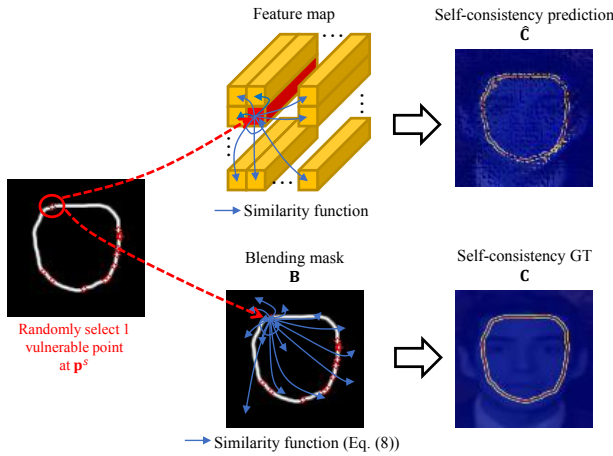 Feature map
Self-consistency prediction
Ĉ
Similarity function
Randomly select 1
vulnerable point
at pˢ
Blending mask
B
Self-consistency GT
C
Similarity function (Eq. (8))